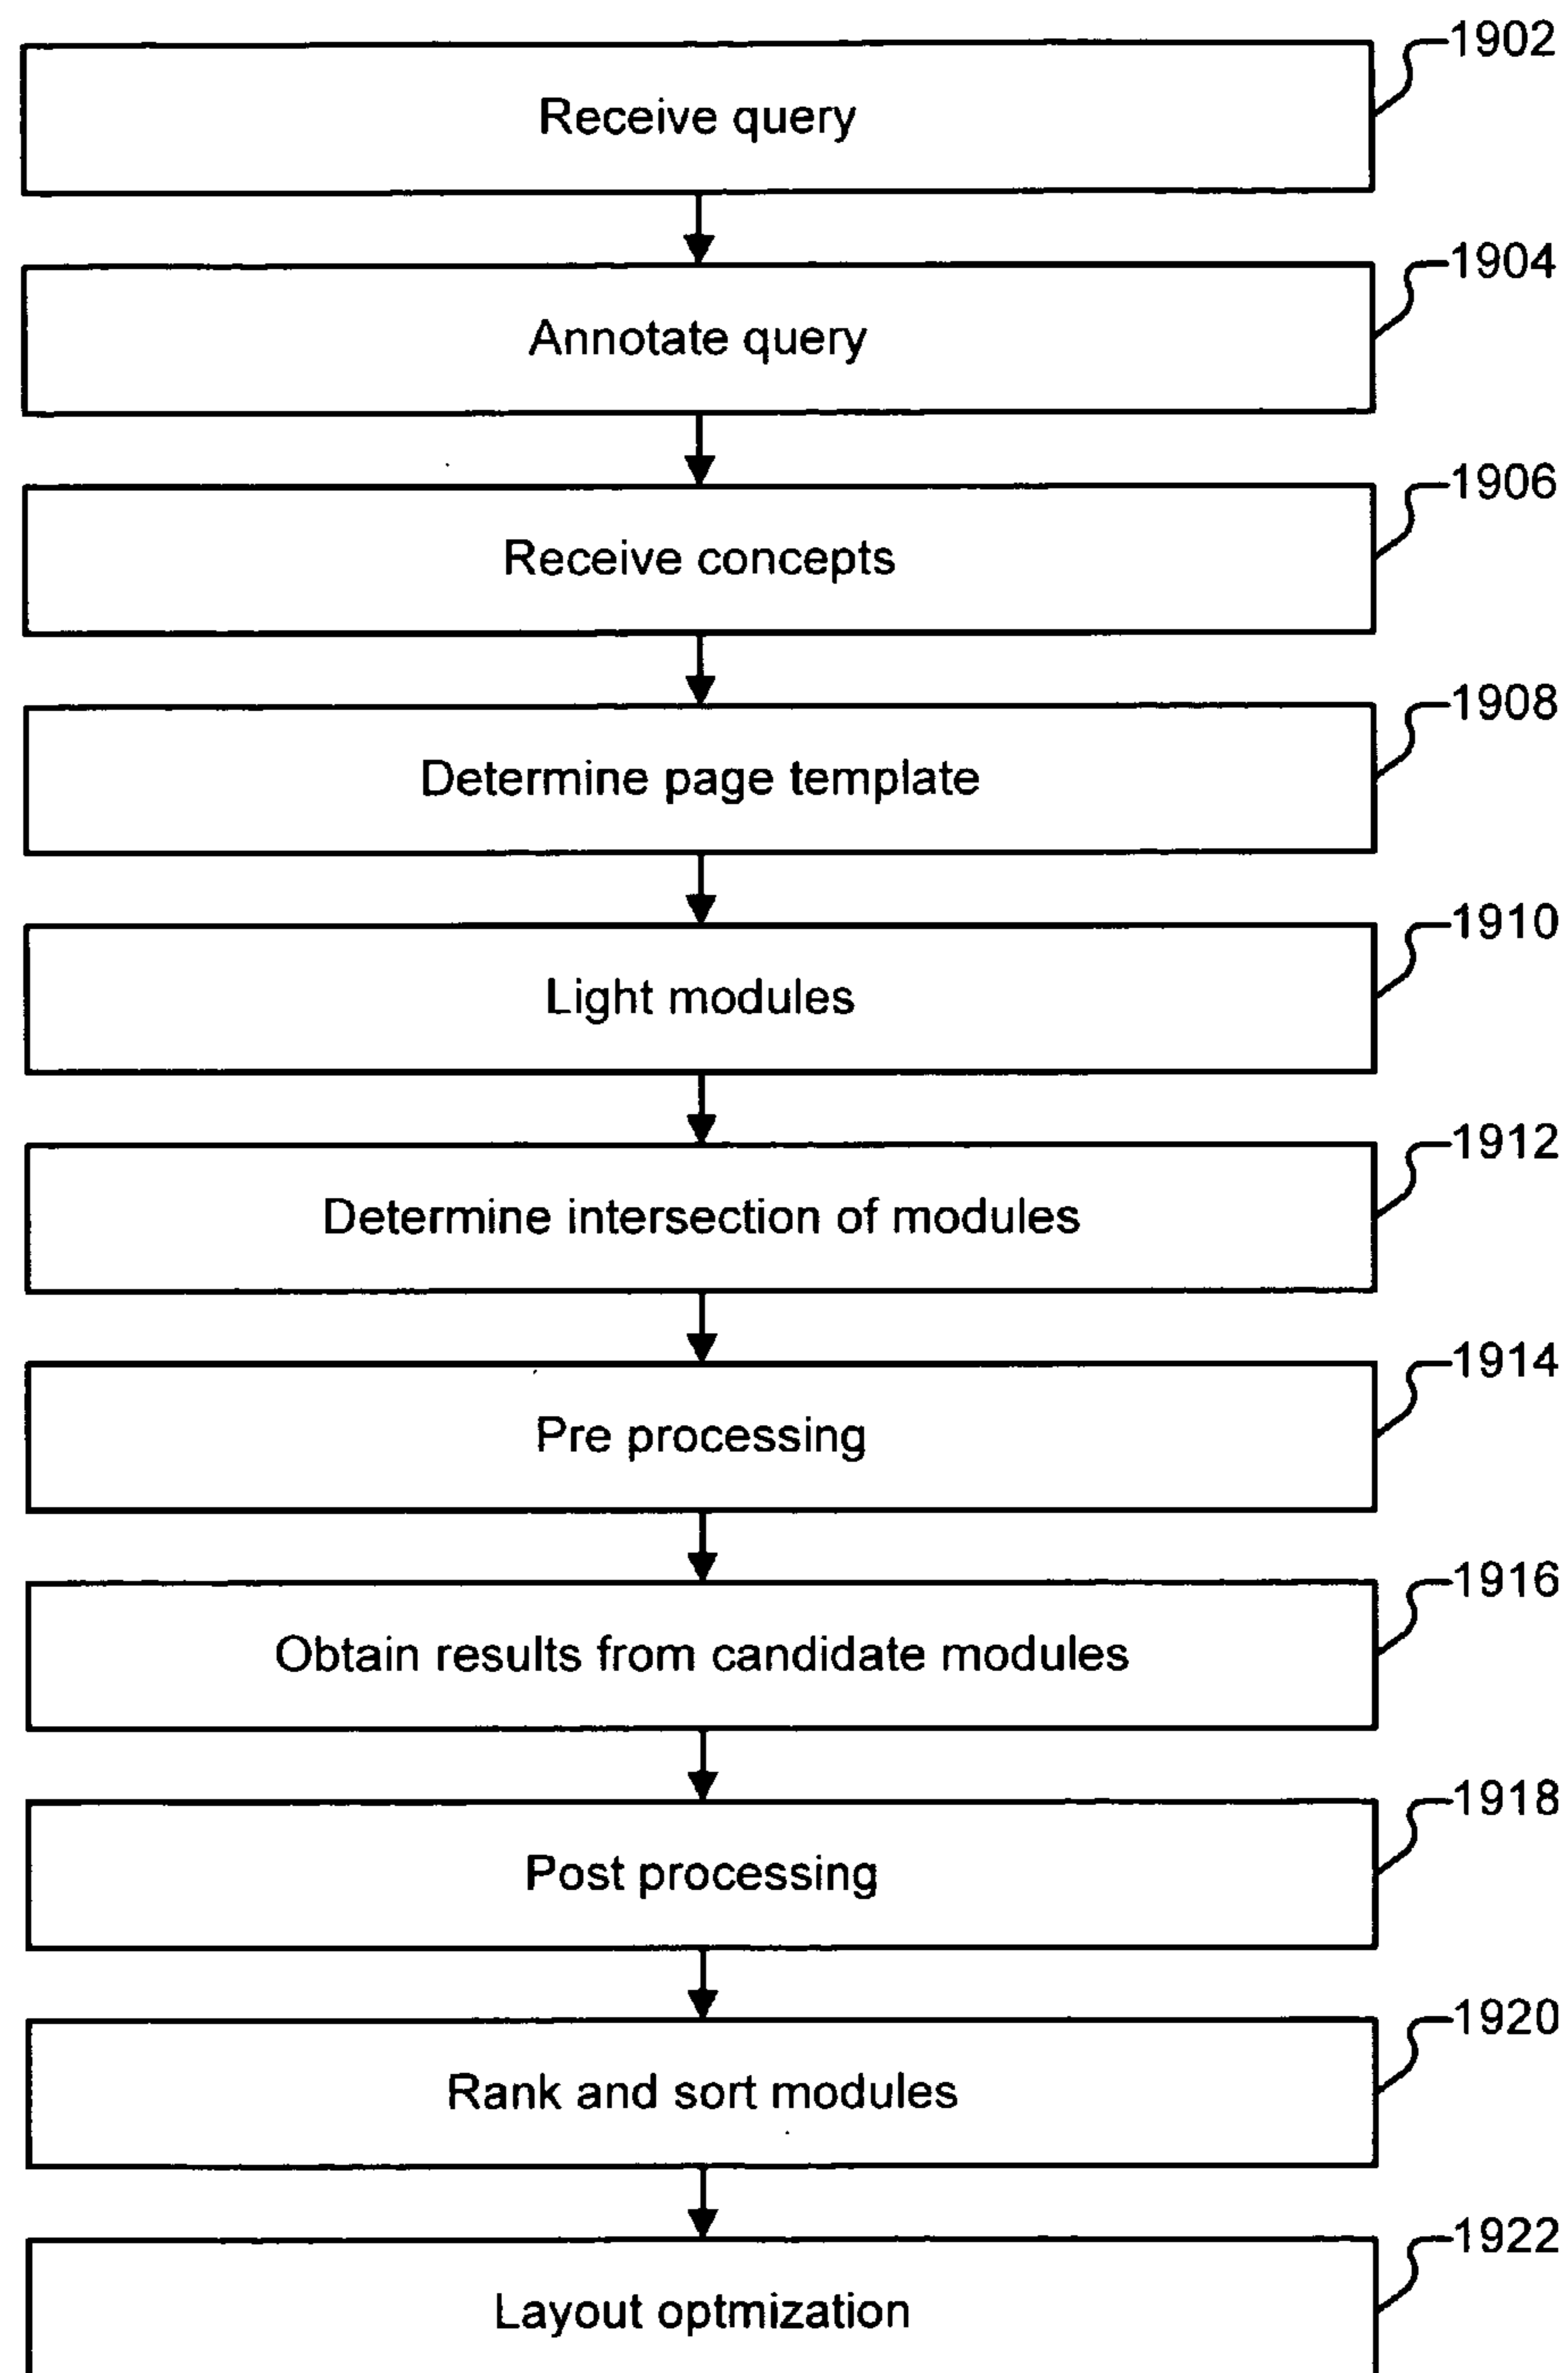 1902
Receive query
1904
Annotate query
1906
Receive concepts
1908
Determine page template
1910
Light modules
1912
Determine intersection of modules
1914
Pre processing
1916
Obtain results from candidate modules
1918
Post processing
1920
Rank and sort modules
1922
Layout optmization